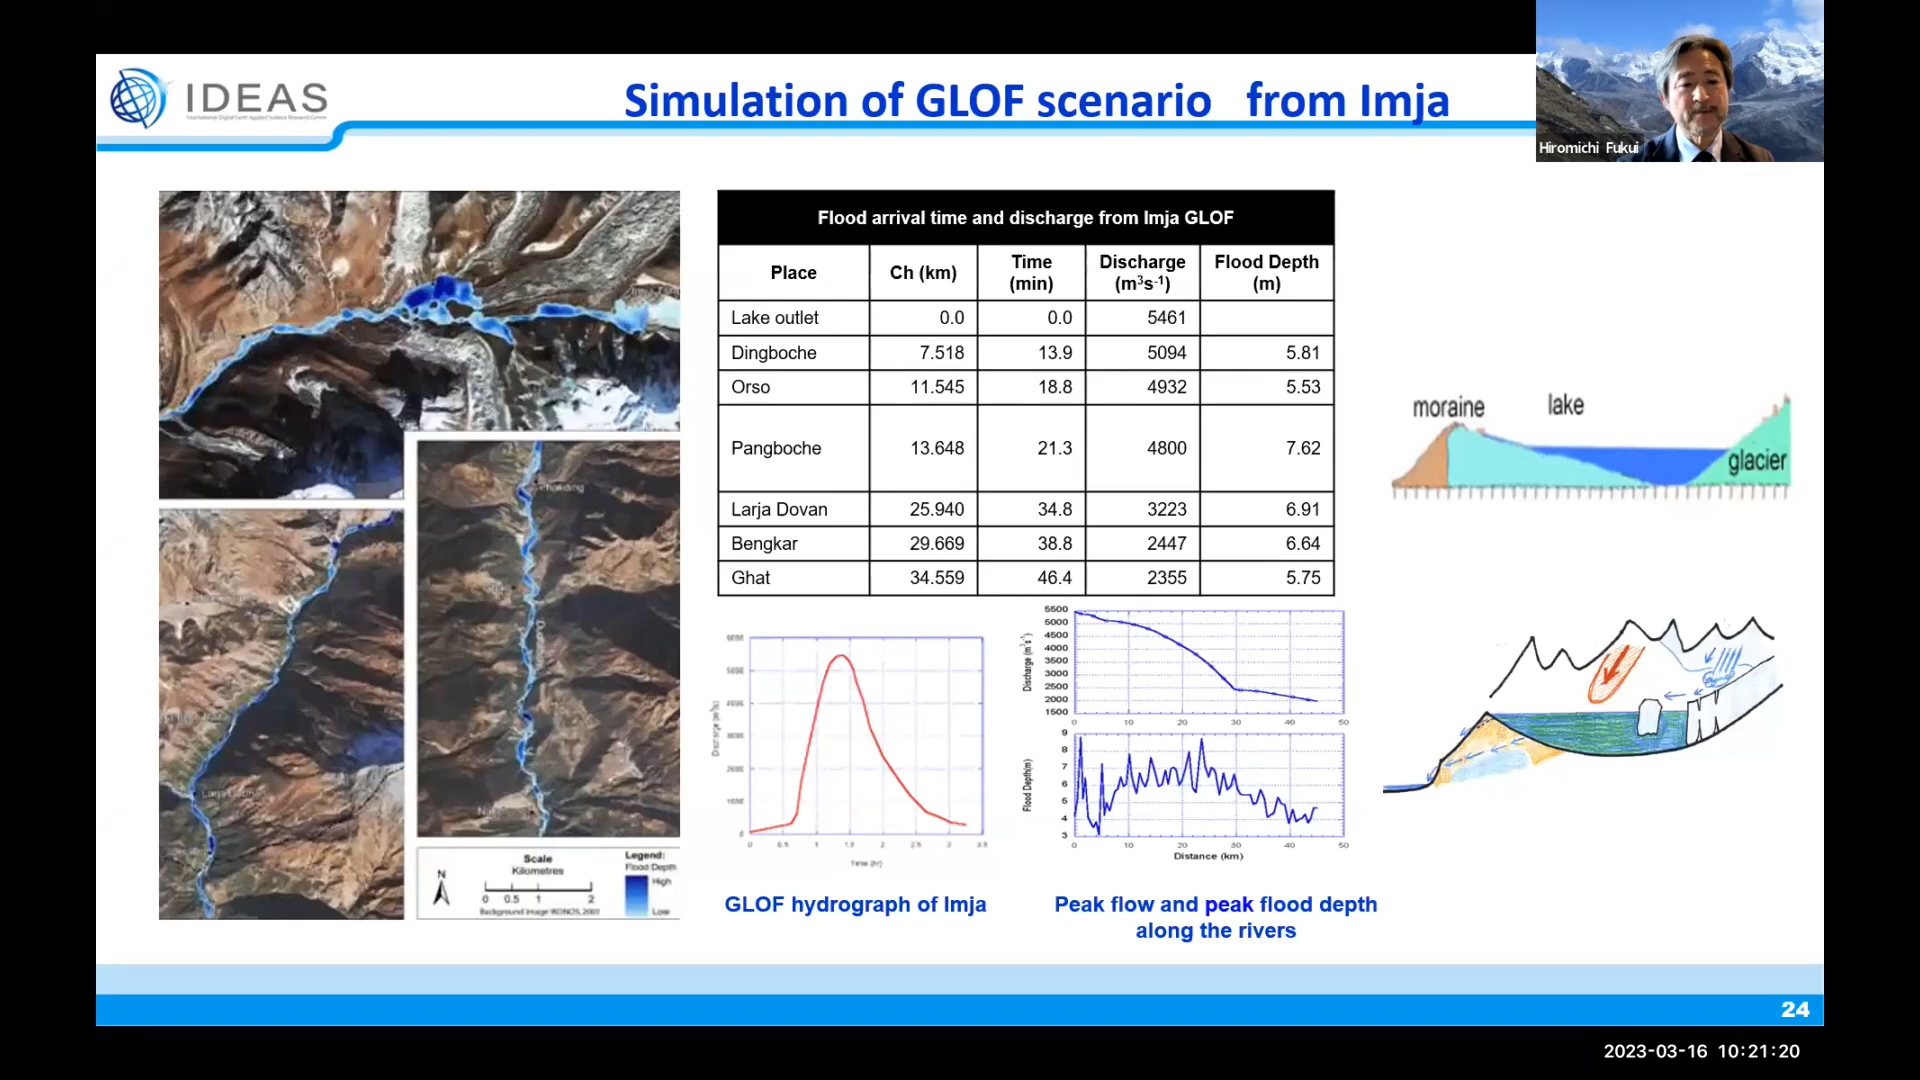 IDEAS
Simulation of GLOF scenario from Imja
Hiromichi Fukui
Flood arrival time and discharge from Imja GLOF
Place Ch (km) Time (min) Discharge (m³s⁻¹) Flood Depth (m)
Lake outlet 0.0 0.0 5461
Dingboche 7.518 13.9 5094 5.81
Orso 11.545 18.8 4932 5.53
Pangboche 13.648 21.3 4800 7.62
Larja Dovan 25.940 34.8 3223 6.91
Bengkar 29.669 38.8 2447 6.64
Ghat 34.559 46.4 2355 5.75
moraine lake
glacier
Scale
Kilometres
0 0.5 1 2
N
Legend:
Flood Depth
High
Low
Time (hr)
GLOF hydrograph of Imja
5500
5000
4500
4000
3500
3000
2500
2000
1500
0 10 20 30 40 50
Discharge (m³s⁻¹)
9
8
7
6
5
4
3
0 10 20 30 40 50
Flood Depth(m)
Distance (km)
Peak flow and peak flood depth
along the rivers
24
2023-03-16 10:21:20